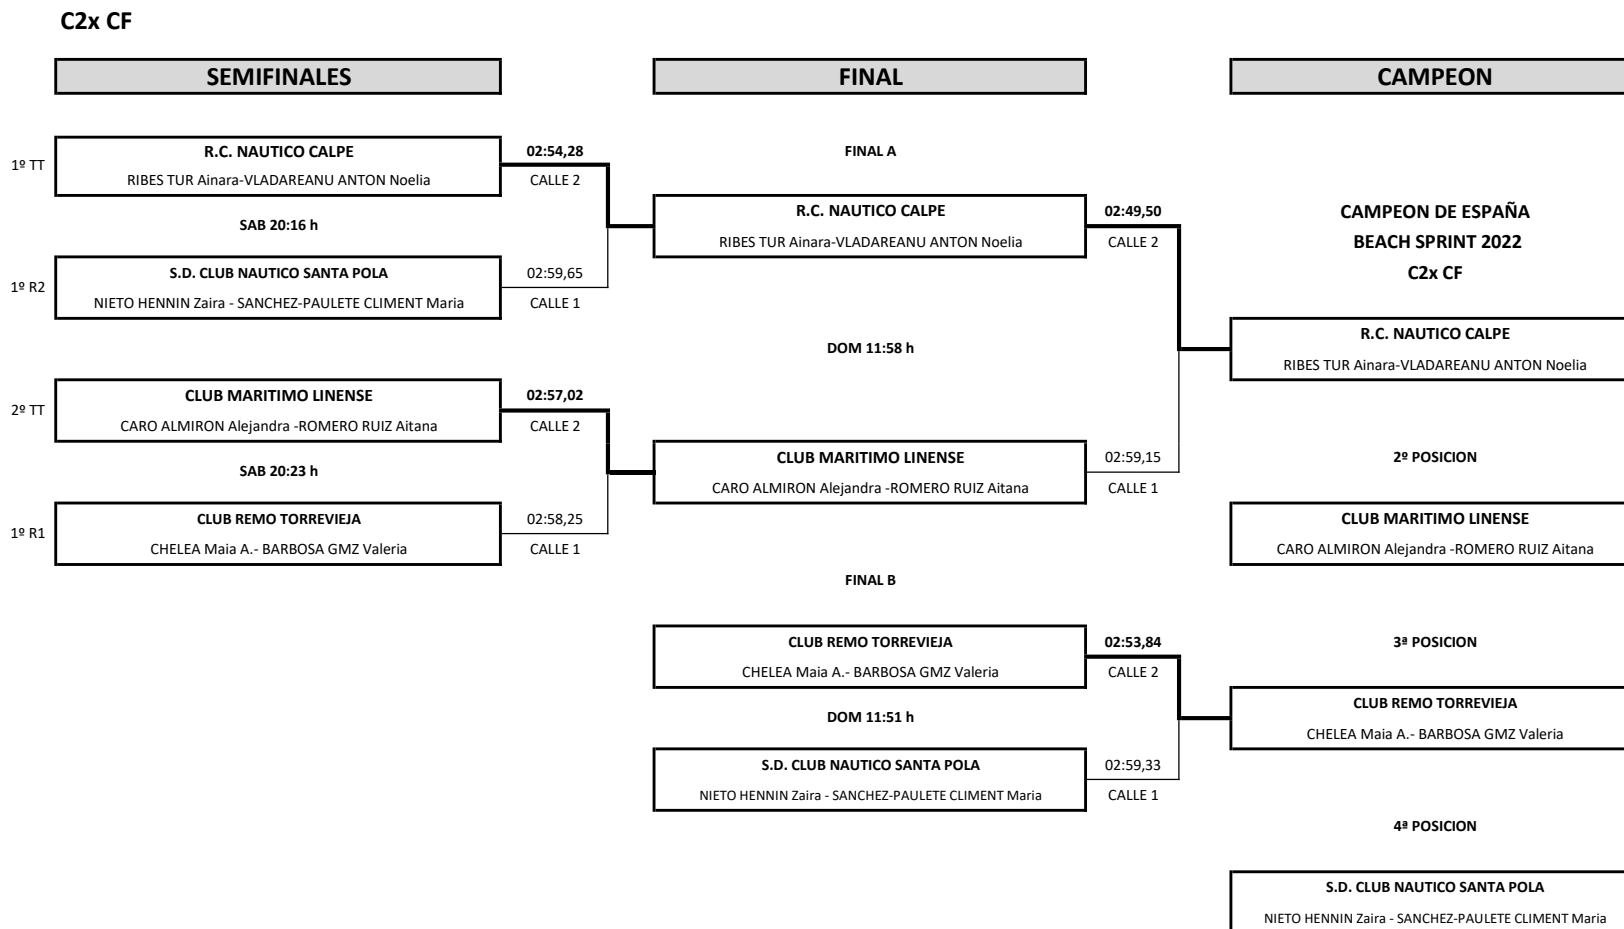 C2x CF
SEMIFINALES
FINAL
CAMPEON
1º TT
R.C. NAUTICO CALPE
RIBES TUR Ainara-VLADAREANU ANTON Noelia
02:54,28
CALLE 2
SAB 20:16 h
1º R2
S.D. CLUB NAUTICO SANTA POLA
NIETO HENNIN Zaira - SANCHEZ-PAULETE CLIMENT Maria
02:59,65
CALLE 1
2º TT
CLUB MARITIMO LINENSE
CARO ALMIRON Alejandra -ROMERO RUIZ Aitana
02:57,02
CALLE 2
SAB 20:23 h
1º R1
CLUB REMO TORREVIEJA
CHELEA Maia A.- BARBOSA GMZ Valeria
02:58,25
CALLE 1
FINAL A
R.C. NAUTICO CALPE
RIBES TUR Ainara-VLADAREANU ANTON Noelia
02:49,50
CALLE 2
DOM 11:58 h
CLUB MARITIMO LINENSE
CARO ALMIRON Alejandra -ROMERO RUIZ Aitana
02:59,15
CALLE 1
FINAL B
CLUB REMO TORREVIEJA
CHELEA Maia A.- BARBOSA GMZ Valeria
02:53,84
CALLE 2
DOM 11:51 h
S.D. CLUB NAUTICO SANTA POLA
NIETO HENNIN Zaira - SANCHEZ-PAULETE CLIMENT Maria
02:59,33
CALLE 1
CAMPEON DE ESPAÑA
BEACH SPRINT 2022
C2x CF
R.C. NAUTICO CALPE
RIBES TUR Ainara-VLADAREANU ANTON Noelia
2º POSICION
CLUB MARITIMO LINENSE
CARO ALMIRON Alejandra -ROMERO RUIZ Aitana
3ª POSICION
CLUB REMO TORREVIEJA
CHELEA Maia A.- BARBOSA GMZ Valeria
4ª POSICION
S.D. CLUB NAUTICO SANTA POLA
NIETO HENNIN Zaira - SANCHEZ-PAULETE CLIMENT Maria